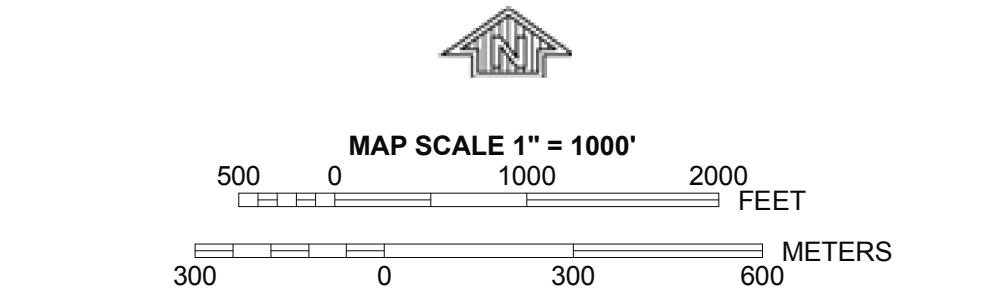 N
MAP SCALE 1" = 1000'
500 0 1000 2000
FEET
METERS
300 0 300 600